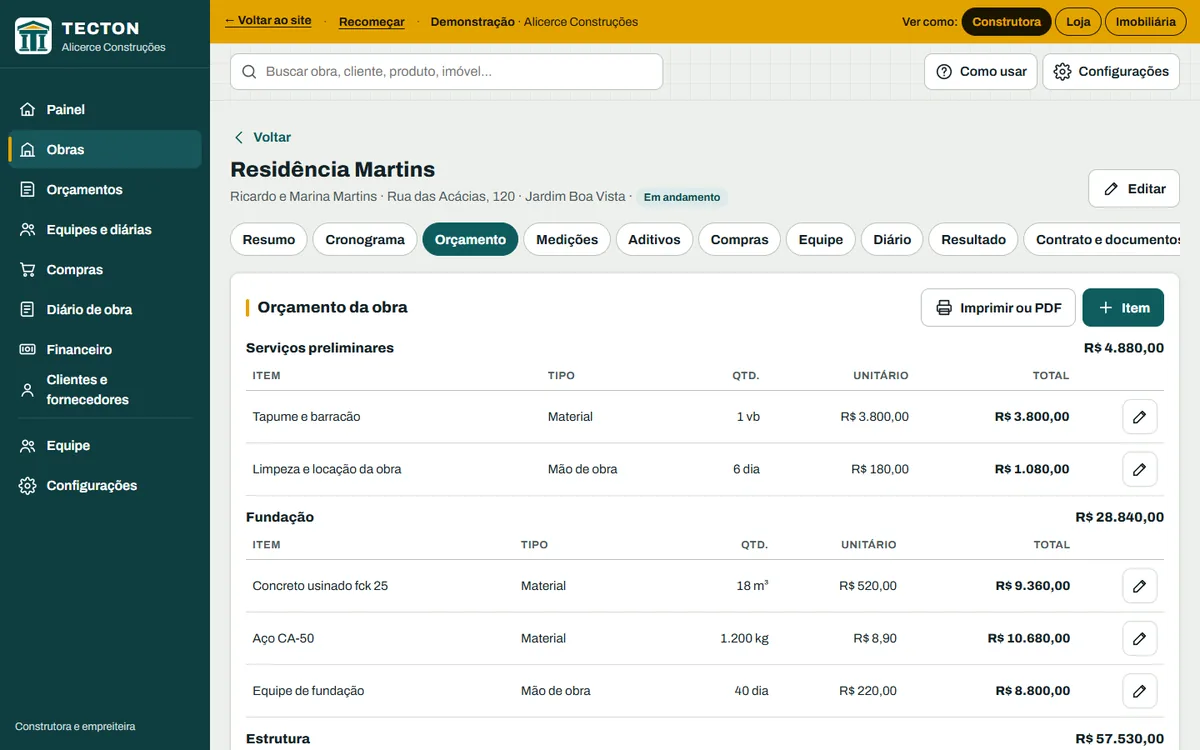 TECTON
Alicerce Construções
← Voltar ao site · Recomeçar · Demonstração · Alicerce Construções
Ver como: Construtora Loja Imobiliária
Buscar obra, cliente, produto, imóvel...
Como usar
Configurações
Painel
Obras
Orçamentos
Equipes e diárias
Compras
Diário de obra
Financeiro
Clientes e
fornecedores
Equipe
Configurações
Construtora e empreiteira
Voltar
Residência Martins
Ricardo e Marina Martins · Rua das Acácias, 120 · Jardim Boa Vista · Em andamento
Editar
Resumo Cronograma Orçamento Medições Aditivos Compras Equipe Diário Resultado Contrato e documentos
Orçamento da obra
Imprimir ou PDF
Item
Serviços preliminares R$ 4.880,00
ITEM TIPO QTD. UNITÁRIO TOTAL
Tapume e barracão Material 1 vb R$ 3.800,00 R$ 3.800,00
Limpeza e locação da obra Mão de obra 6 dia R$ 180,00 R$ 1.080,00
Fundação R$ 28.840,00
ITEM TIPO QTD. UNITÁRIO TOTAL
Concreto usinado fck 25 Material 18 m³ R$ 520,00 R$ 9.360,00
Aço CA-50 Material 1.200 kg R$ 8,90 R$ 10.680,00
Equipe de fundação Mão de obra 40 dia R$ 220,00 R$ 8.800,00
Estrutura R$ 57.530,00